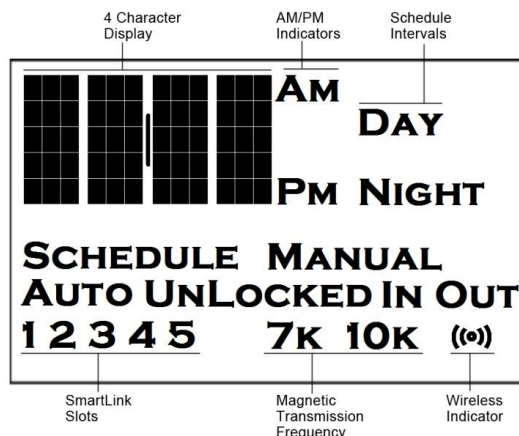 4 Character
Display
AM/PM
Indicators
Schedule
Intervals
AM
DAY
PM NIGHT
SCHEDULE MANUAL
AUTO UNLOCKED IN OUT
1 2 3 4 5 7K 10K
SmartLink
Slots
Magnetic
Transmission
Frequency
Wireless
Indicator